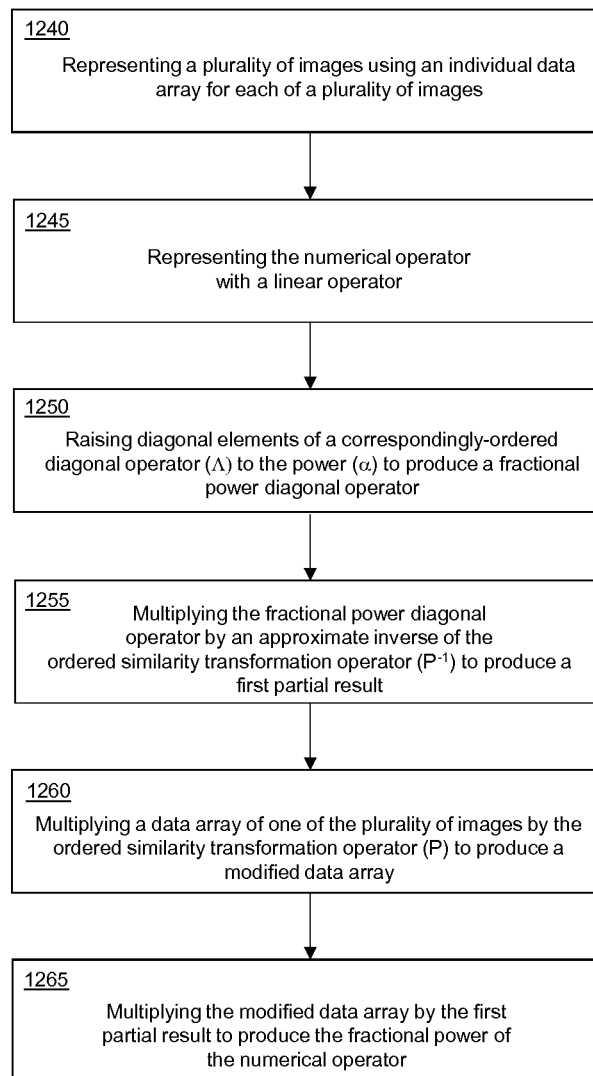 1240
Representing a plurality of images using an individual data
array for each of a plurality of images
1245
Representing the numerical operator
with a linear operator
1250
Raising diagonal elements of a correspondingly-ordered
diagonal operator (Λ) to the power (α) to produce a fractional
power diagonal operator
1255
Multiplying the fractional power diagonal
operator by an approximate inverse of the
ordered similarity transformation operator (P⁻¹) to produce a
first partial result
1260
Multiplying a data array of one of the plurality of images by the
ordered similarity transformation operator (P) to produce a
modified data array
1265
Multiplying the modified data array by the first
partial result to produce the fractional power of
the numerical operator